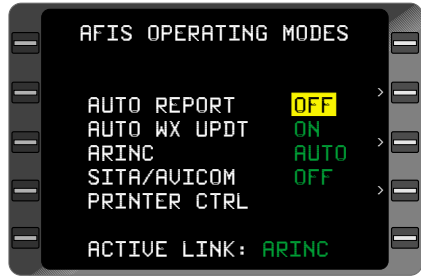 AFIS OPERATING MODES
AUTO REPORT OFF
AUTO WX UPDT ON
ARINC AUTO
SITA/AVICOM OFF
PRINTER CTRL
ACTIVE LINK: ARINC